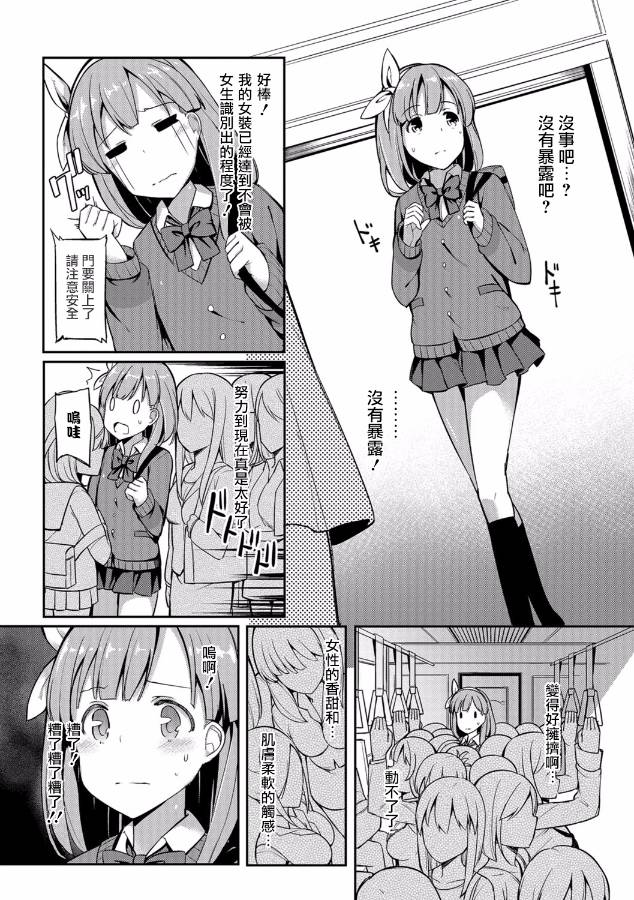 沒事吧…?
沒有暴露吧?
ドキ
ドキ
………
沒有暴露!
好棒!
我的女裝已經達到不會被
女生識別出的程度了!
グッ
門要關上了
請注意安全
努力到現在真是太好了
嗚哇
ドドドド
變得好擁擠啊…
動不了了
女性的香甜和…
肌膚柔軟的觸感…
嗚啊!
糟了!
糟了糟了糟了!!